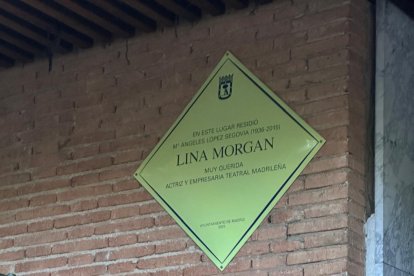 EN ESTE LUGAR RESIDIÓ
Mª ÁNGELES LÓPEZ SEGOVIA (1936-2015)
LINA MORGAN
MUY QUERIDA
ACTRIZ Y EMPRESARIA TEATRAL MADRILEÑA
AYUNTAMIENTO DE MADRID